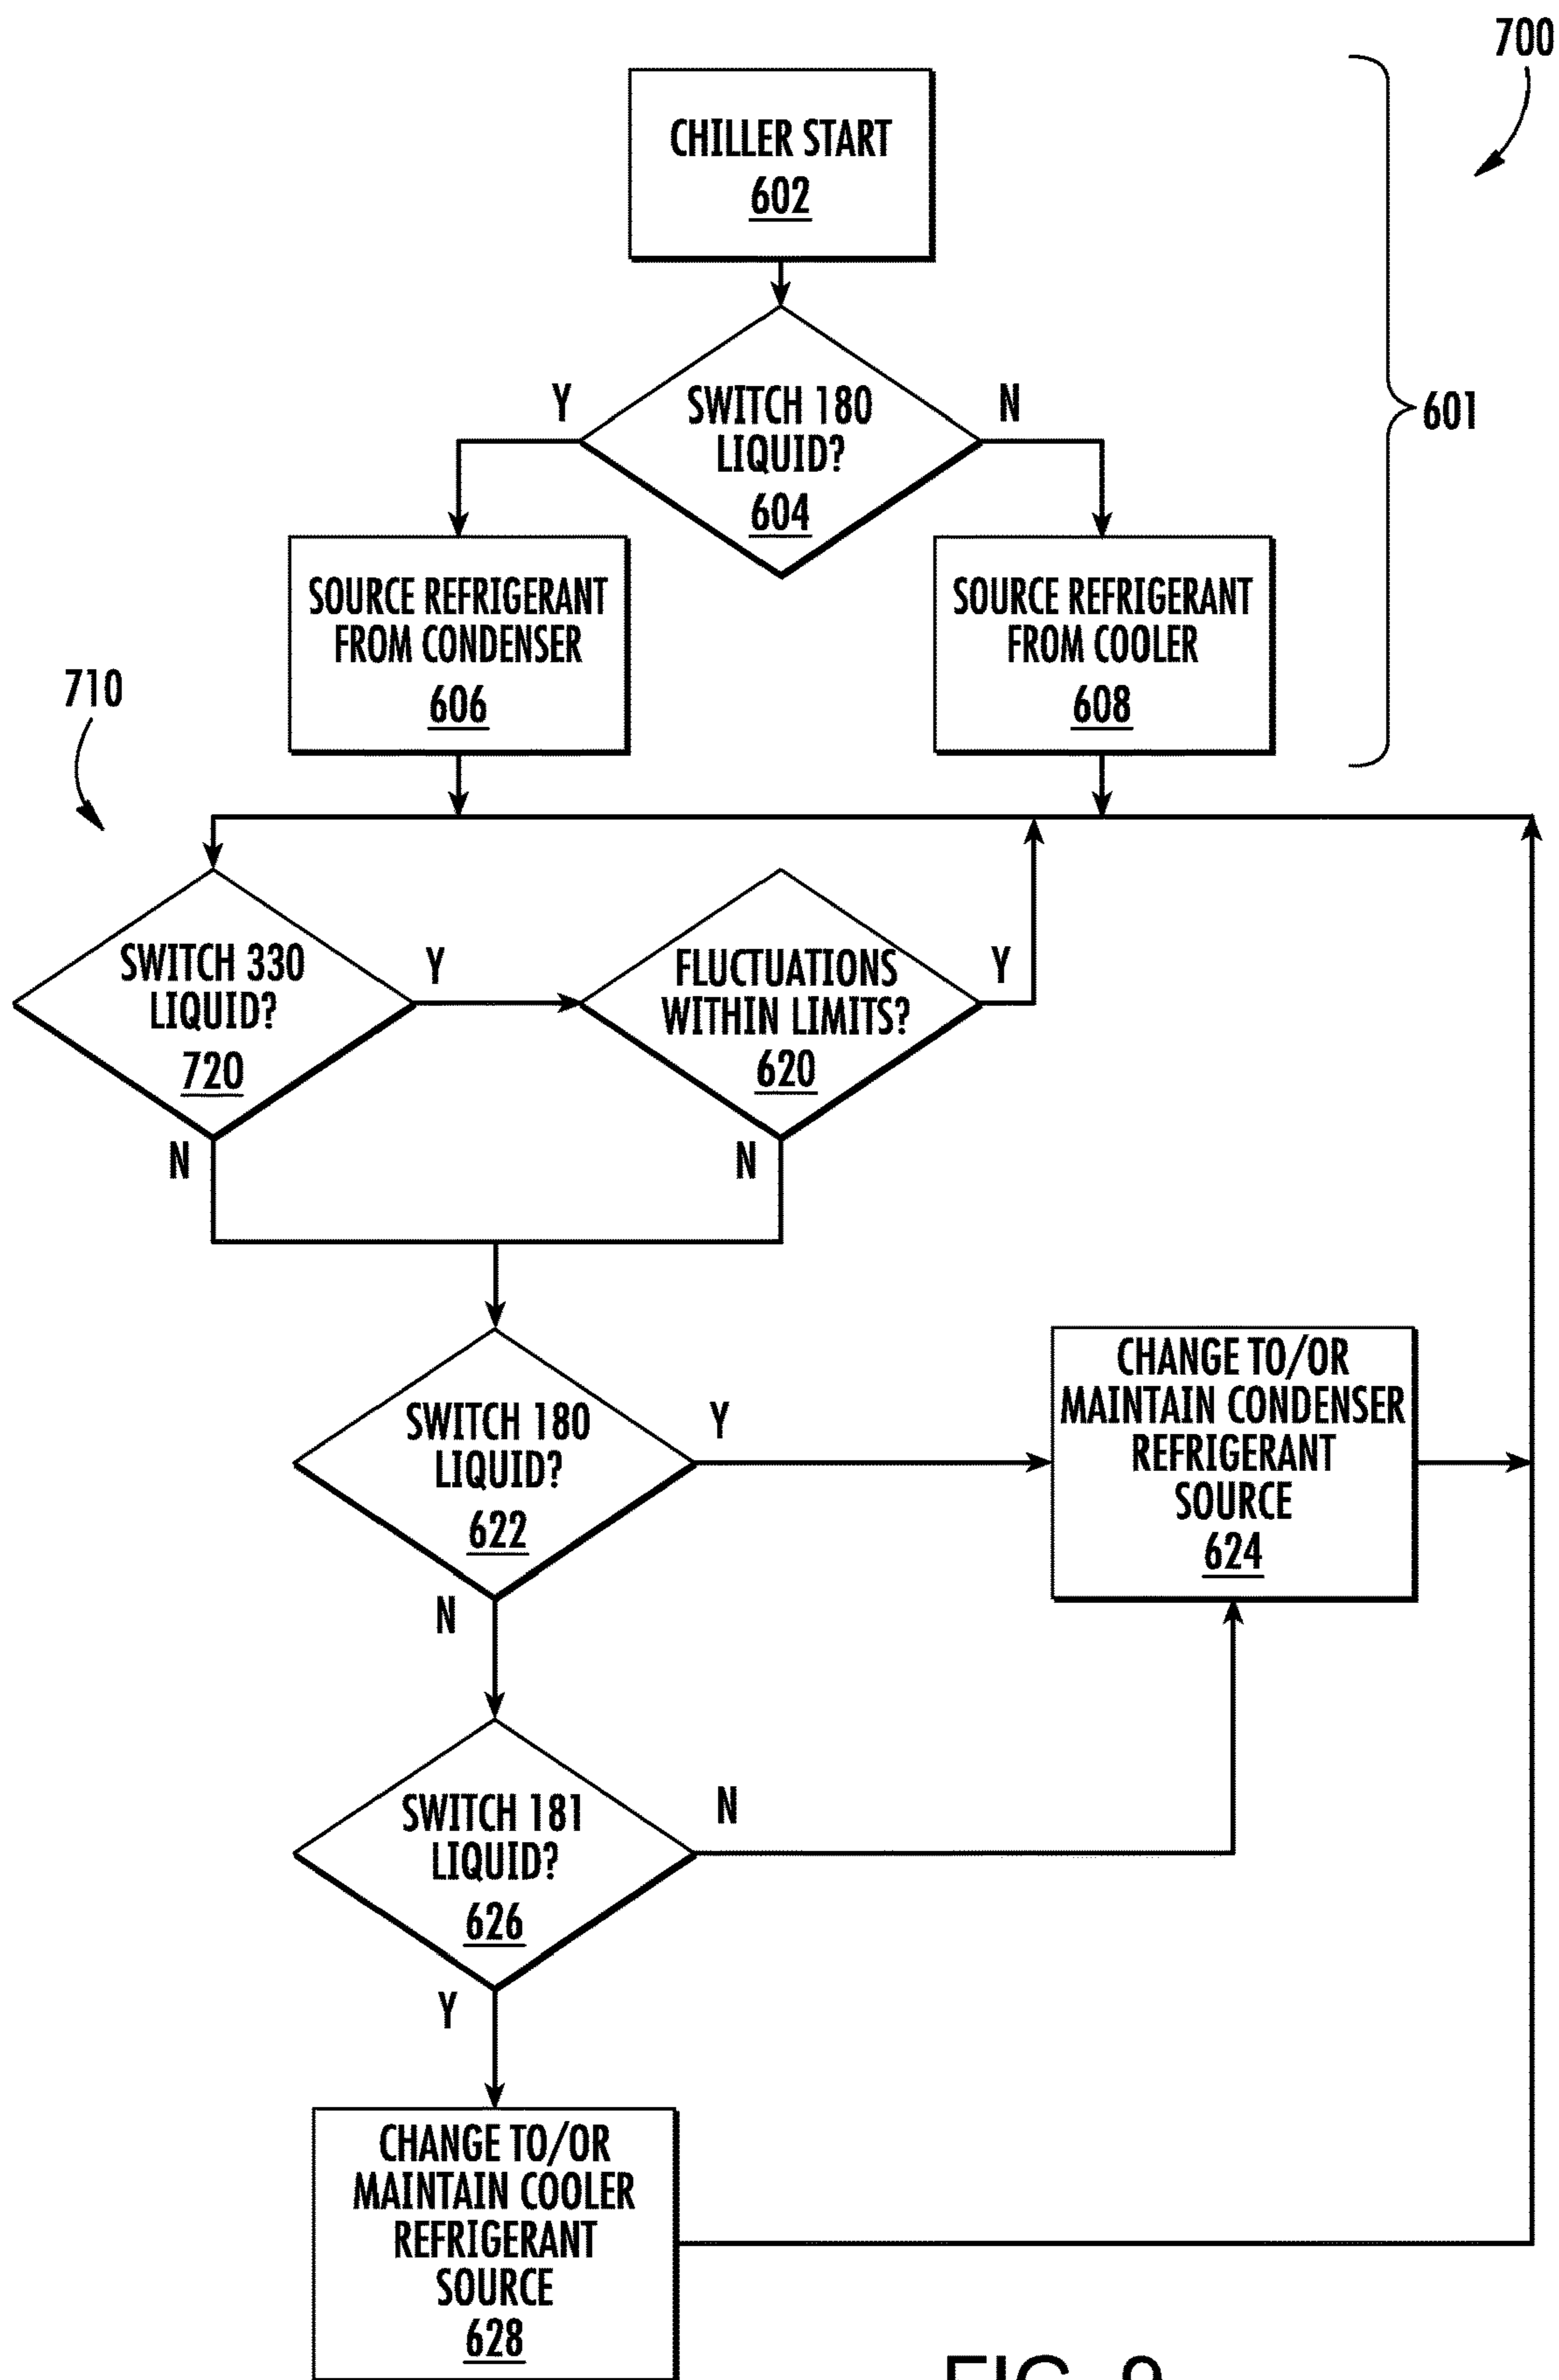 700
CHILLER START
602
Y
N
SWITCH 180
LIQUID?
604
601
SOURCE REFRIGERANT
FROM CONDENSER
606
SOURCE REFRIGERANT
FROM COOLER
608
710
SWITCH 330
LIQUID?
720
Y
FLUCTUATIONS
WITHIN LIMITS?
620
Y
N
N
SWITCH 180
LIQUID?
622
Y
CHANGE TO/OR
MAINTAIN CONDENSER
REFRIGERANT
SOURCE
624
N
SWITCH 181
LIQUID?
626
N
Y
CHANGE TO/OR
MAINTAIN COOLER
REFRIGERANT
SOURCE
628
FIG.